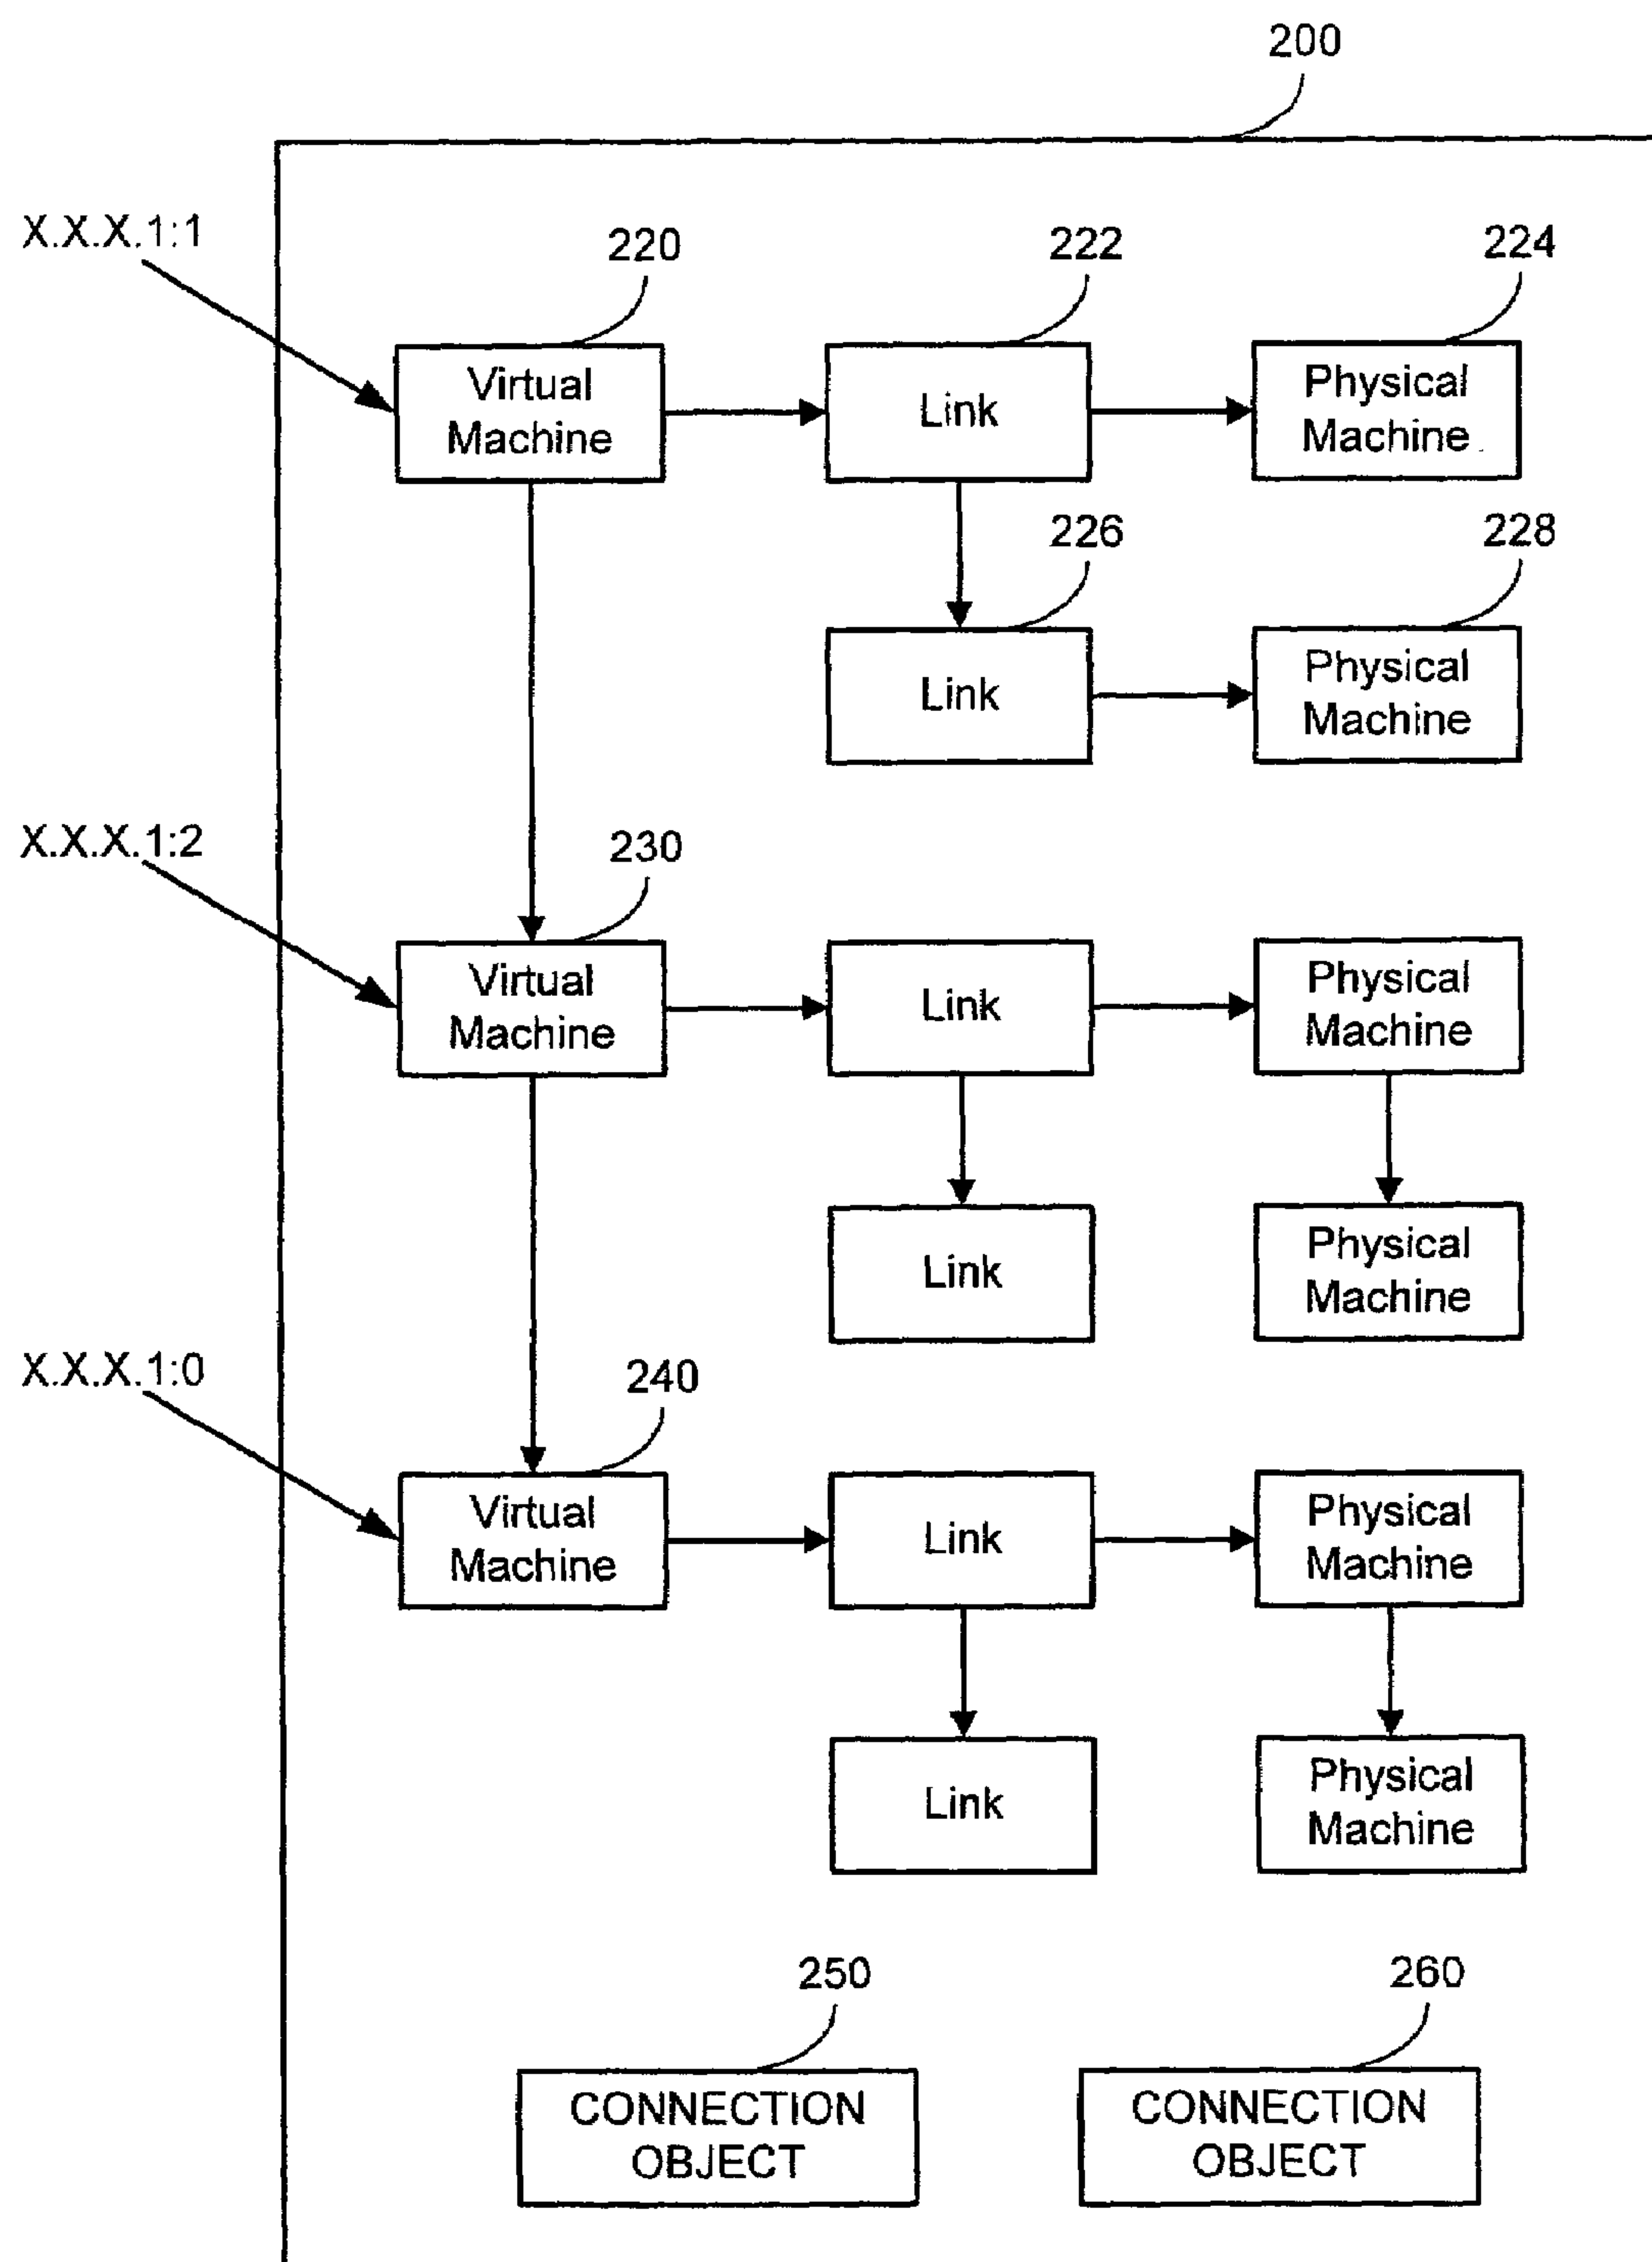 200
X.X.X.1:1
220
222
224
Virtual
Machine
Link
Physical
Machine
226
228
Link
Physical
Machine
X.X.X.1:2
230
Virtual
Machine
Link
Physical
Machine
Link
Physical
Machine
X.X.X.1:0
240
Virtual
Machine
Link
Physical
Machine
Link
Physical
Machine
250
260
CONNECTION
OBJECT
CONNECTION
OBJECT